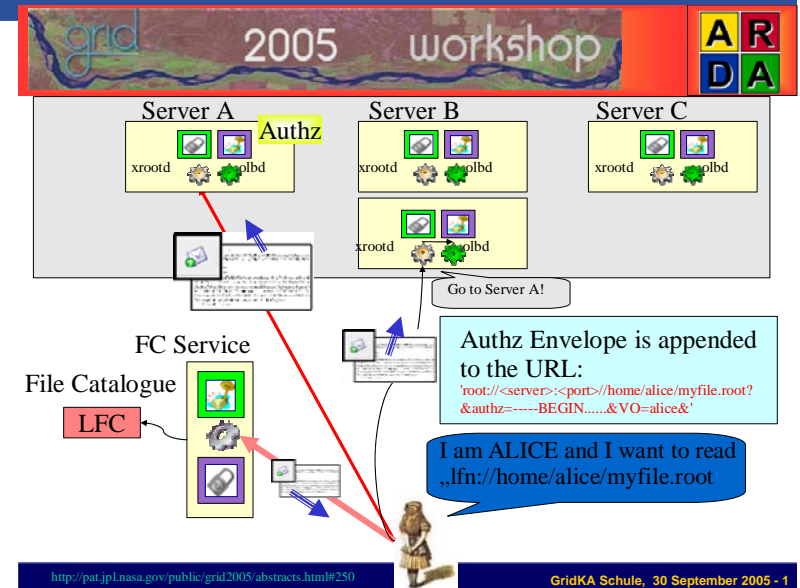 grid 2005 workshop
A R
D A
Server A
Server B
Server C
Authz
xrootd
olbd
xrootd
olbd
xrootd
olbd
xrootd
olbd
Go to Server A!
FC Service
File Catalogue
LFC
Authz Envelope is appended
to the URL:
'root://<server>:<port>//home/alice/myfile.root?
&authz=-----BEGIN......&VO=alice&'
I am ALICE and I want to read
„lfn://home/alice/myfile.root
http://pat.jpl.nasa.gov/public/grid2005/abstracts.html#250
GridKA Schule, 30 September 2005 - 1